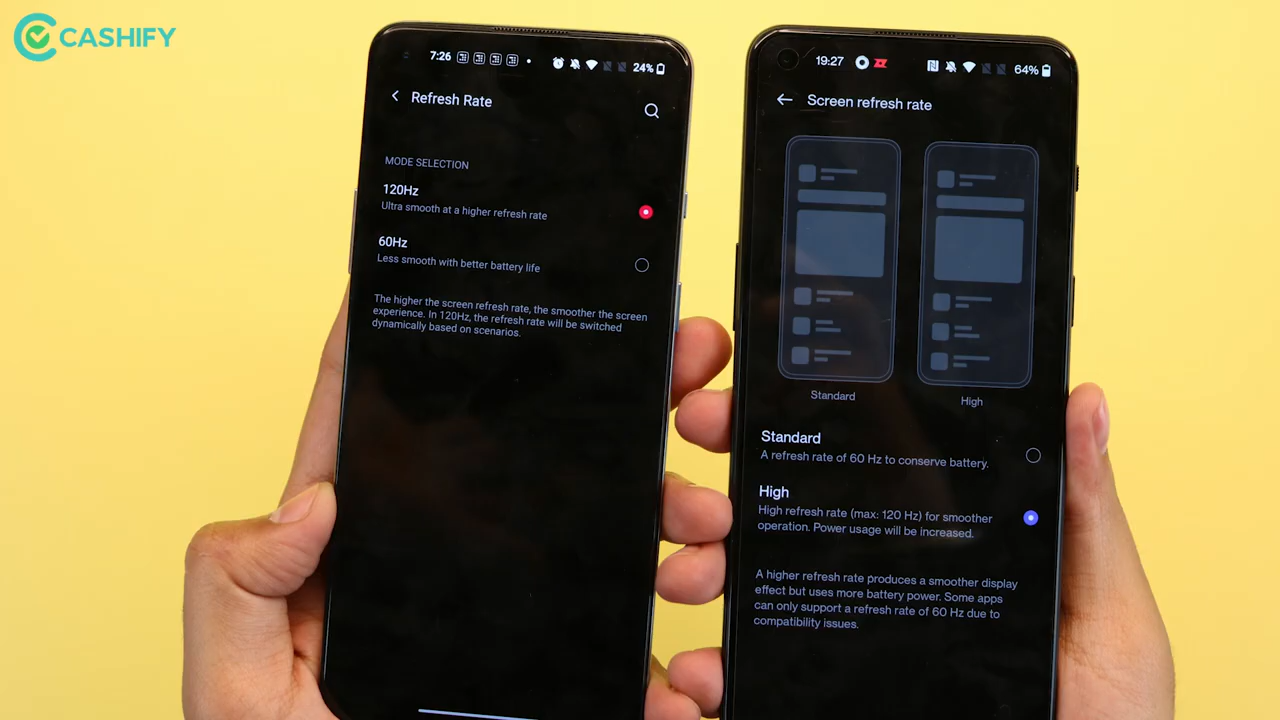 CASHIFY
7:26
24%
Refresh Rate
MODE SELECTION
120Hz
Ultra smooth at a higher refresh rate
60Hz
Less smooth with better battery life
The higher the screen refresh rate, the smoother the screen
experience. In 120Hz, the refresh rate will be switched
dynamically based on scenarios.
19:27
64%
Screen refresh rate
Standard
High
Standard
A refresh rate of 60 Hz to conserve battery.
High
High refresh rate (max: 120 Hz) for smoother
operation. Power usage will be increased.
A higher refresh rate produces a smoother display
effect but uses more battery power. Some apps
can only support a refresh rate of 60 Hz due to
compatibility issues.